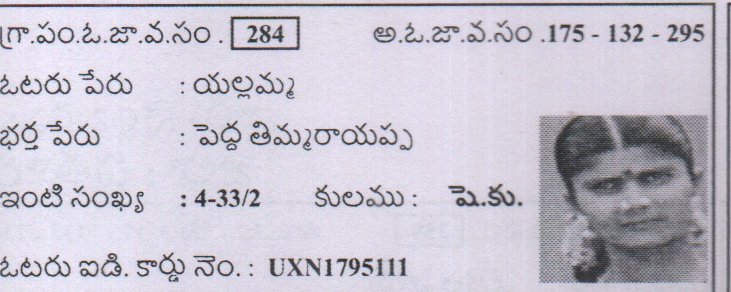 గ్రా.పం.ఓ.జా.వ.సం. 284 అ.ఓ.జా.వ.సం .175 - 132 - 295
ఓటరు పేరు : యల్లమ్మ
భర్త పేరు : పెద్ద తిమ్మరాయప్ప
ఇంటి సంఖ్య : 4-33/2 కులము : షె.కు.
ఓటరు ఐడి. కార్డు నెం. : UXN1795111